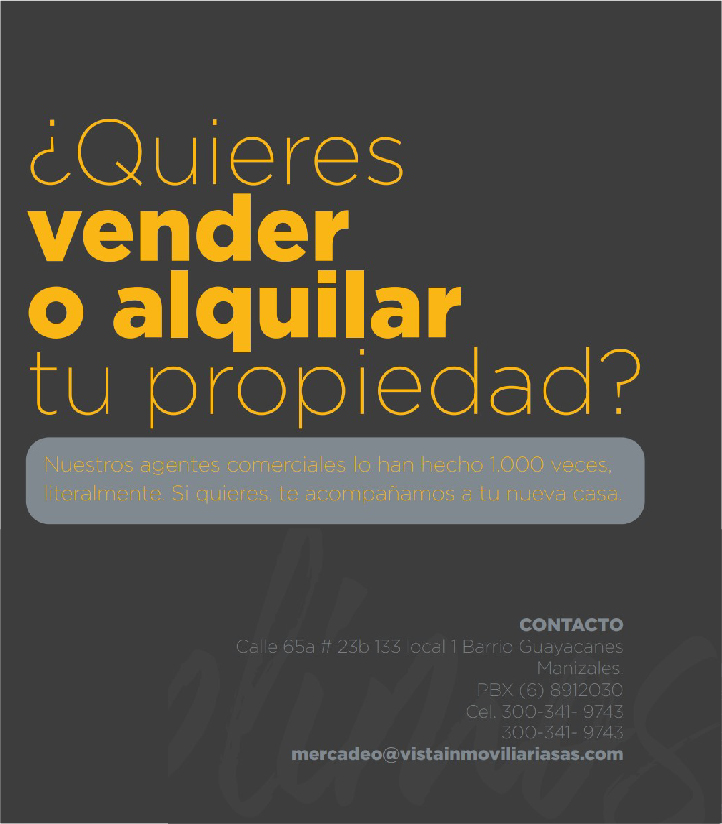 ¿Quieres
vender
o alquilar
tu propiedad?
Nuestros agentes comerciales lo han hecho 1.000 veces,
literalmente. Si quieres, te acompañamos a tu nueva casa.
CONTACTO
Calle 65a # 23b 133 local 1 Barrio Guayacanes
Manizales.
PBX (6) 8912030
Cel. 300-341- 9743
300-341- 9743
mercadeo@vistainmoviliariasas.com